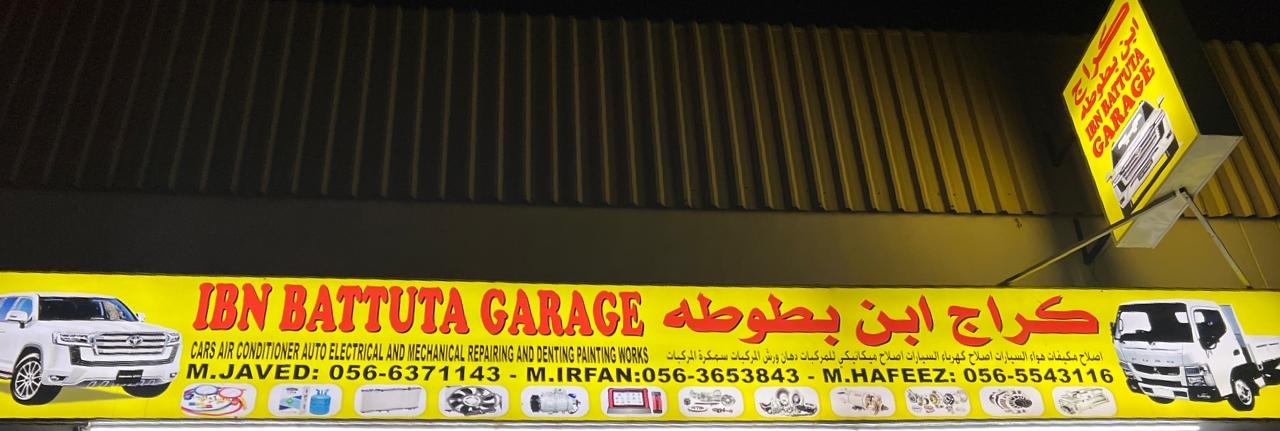 كراج
ابن بطوطه
IBN BATTUTA
GARAGE
IBN BATTUTA GARAGE كراج ابن بطوطه
CARS AIR CONDITIONER AUTO ELECTRICAL AND MECHANICAL REPAIRING AND DENTING PAINTING WORKS اصلاح مكيفات هواء السيارات اصلاح كهرباء السيارات اصلاح ميكانيكي للمركبات دهان ورش المركبات سمكرة المركبات
M.JAVED: 056-6371143 - M.IRFAN:056-3653843 - M.HAFEEZ: 056-5543116
FUSO